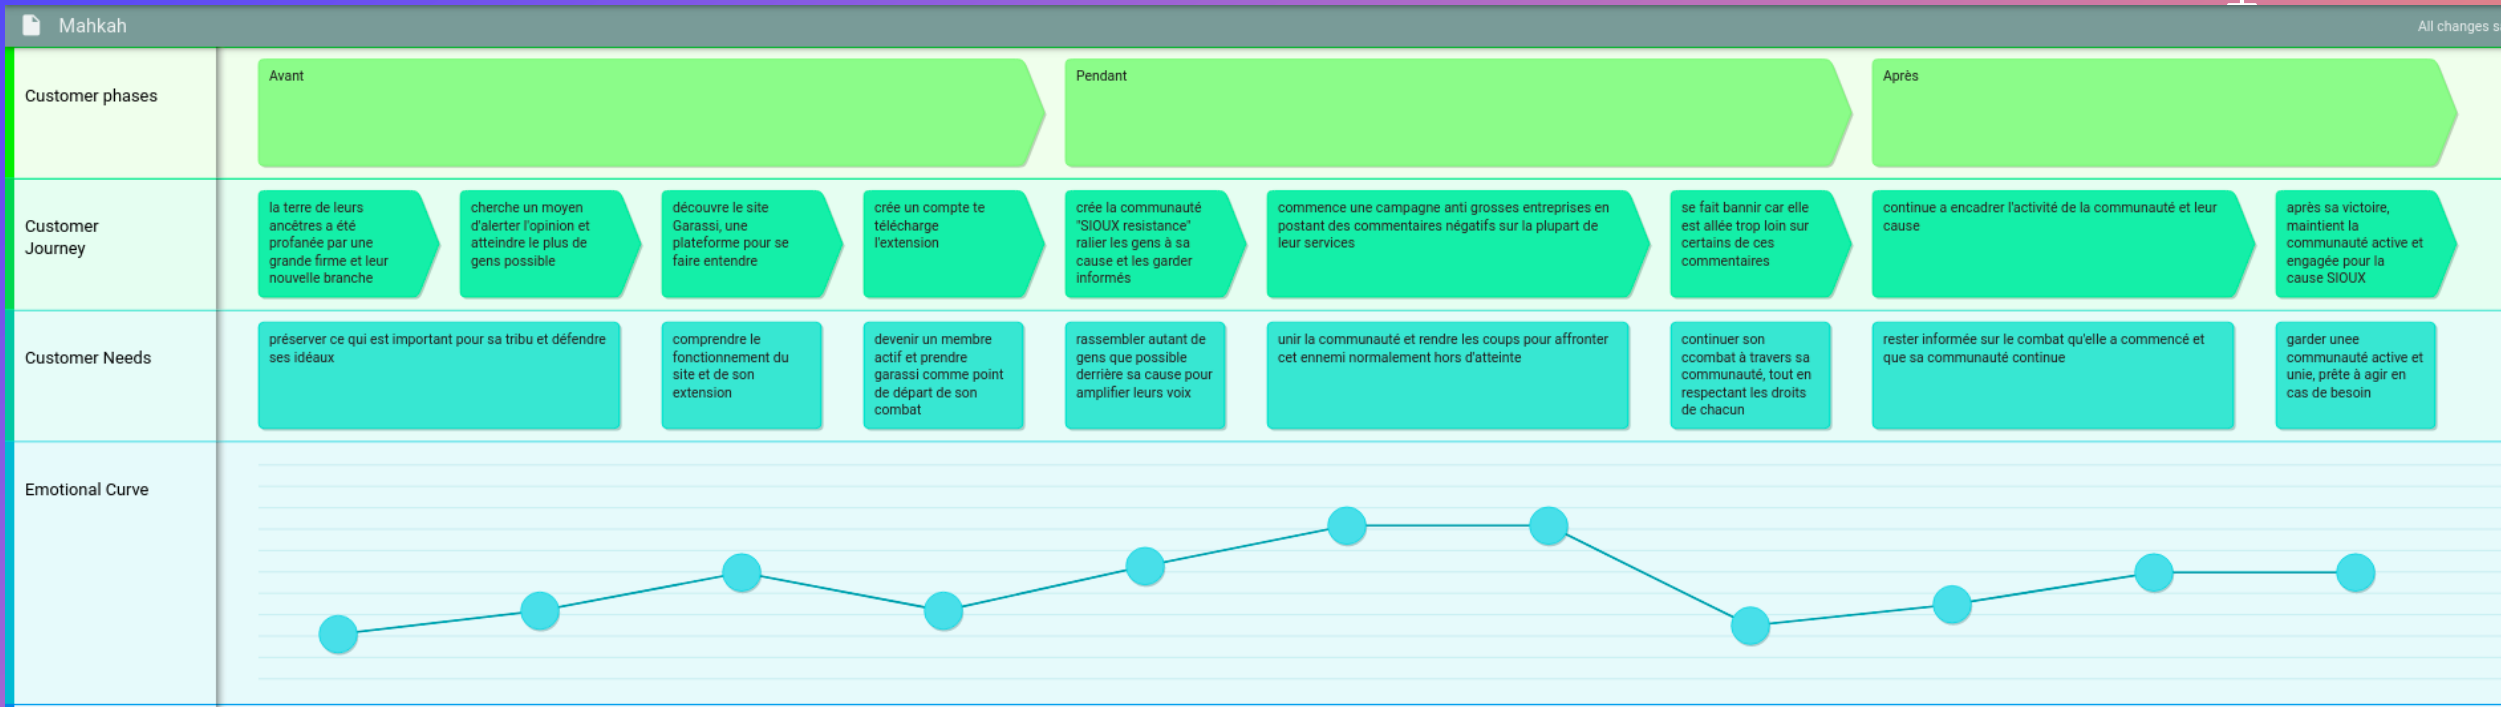 Mahkah
All changes s
Customer phases
Avant
Pendant
Après
Customer
Journey
la terre de leurs
ancêtres a été
profanée par une
grande firme et leur
nouvelle branche
cherche un moyen
d'alerter l'opinion et
atteindre le plus de
gens possible
découvre le site
Garassi, une
plateforme pour se
faire entendre
crée un compte te
télécharge
l'extension
crée la communauté
"SIOUX resistance"
ralier les gens à sa
cause et les garder
informés
commence une campagne anti grosses entreprises en
postant des commentaires négatifs sur la plupart de
leur services
se fait bannir car elle
est allée trop loin sur
certains de ces
commentaires
continue a encadrer l'activité de la communauté et leur
cause
après sa victoire,
maintient la
communauté active et
engagée pour la
cause SIOUX
Customer Needs
préserver ce qui est important pour sa tribu et défendre
ses idéaux
comprendre le
fonctionnement du
site et de son
extension
devenir un membre
actif et prendre
garassi comme point
de départ de son
combat
rassembler autant de
gens que possible
derrière sa cause pour
amplifier leurs voix
unir la communauté et rendre les coups pour affronter
cet ennemi normalement hors d'atteinte
continuer son
ccombat à travers sa
communauté, tout en
respectant les droits
de chacun
rester informée sur le combat qu'elle a commencé et
que sa communauté continue
garder unee
communauté active et
unie, prête à agir en
cas de besoin
Emotional Curve